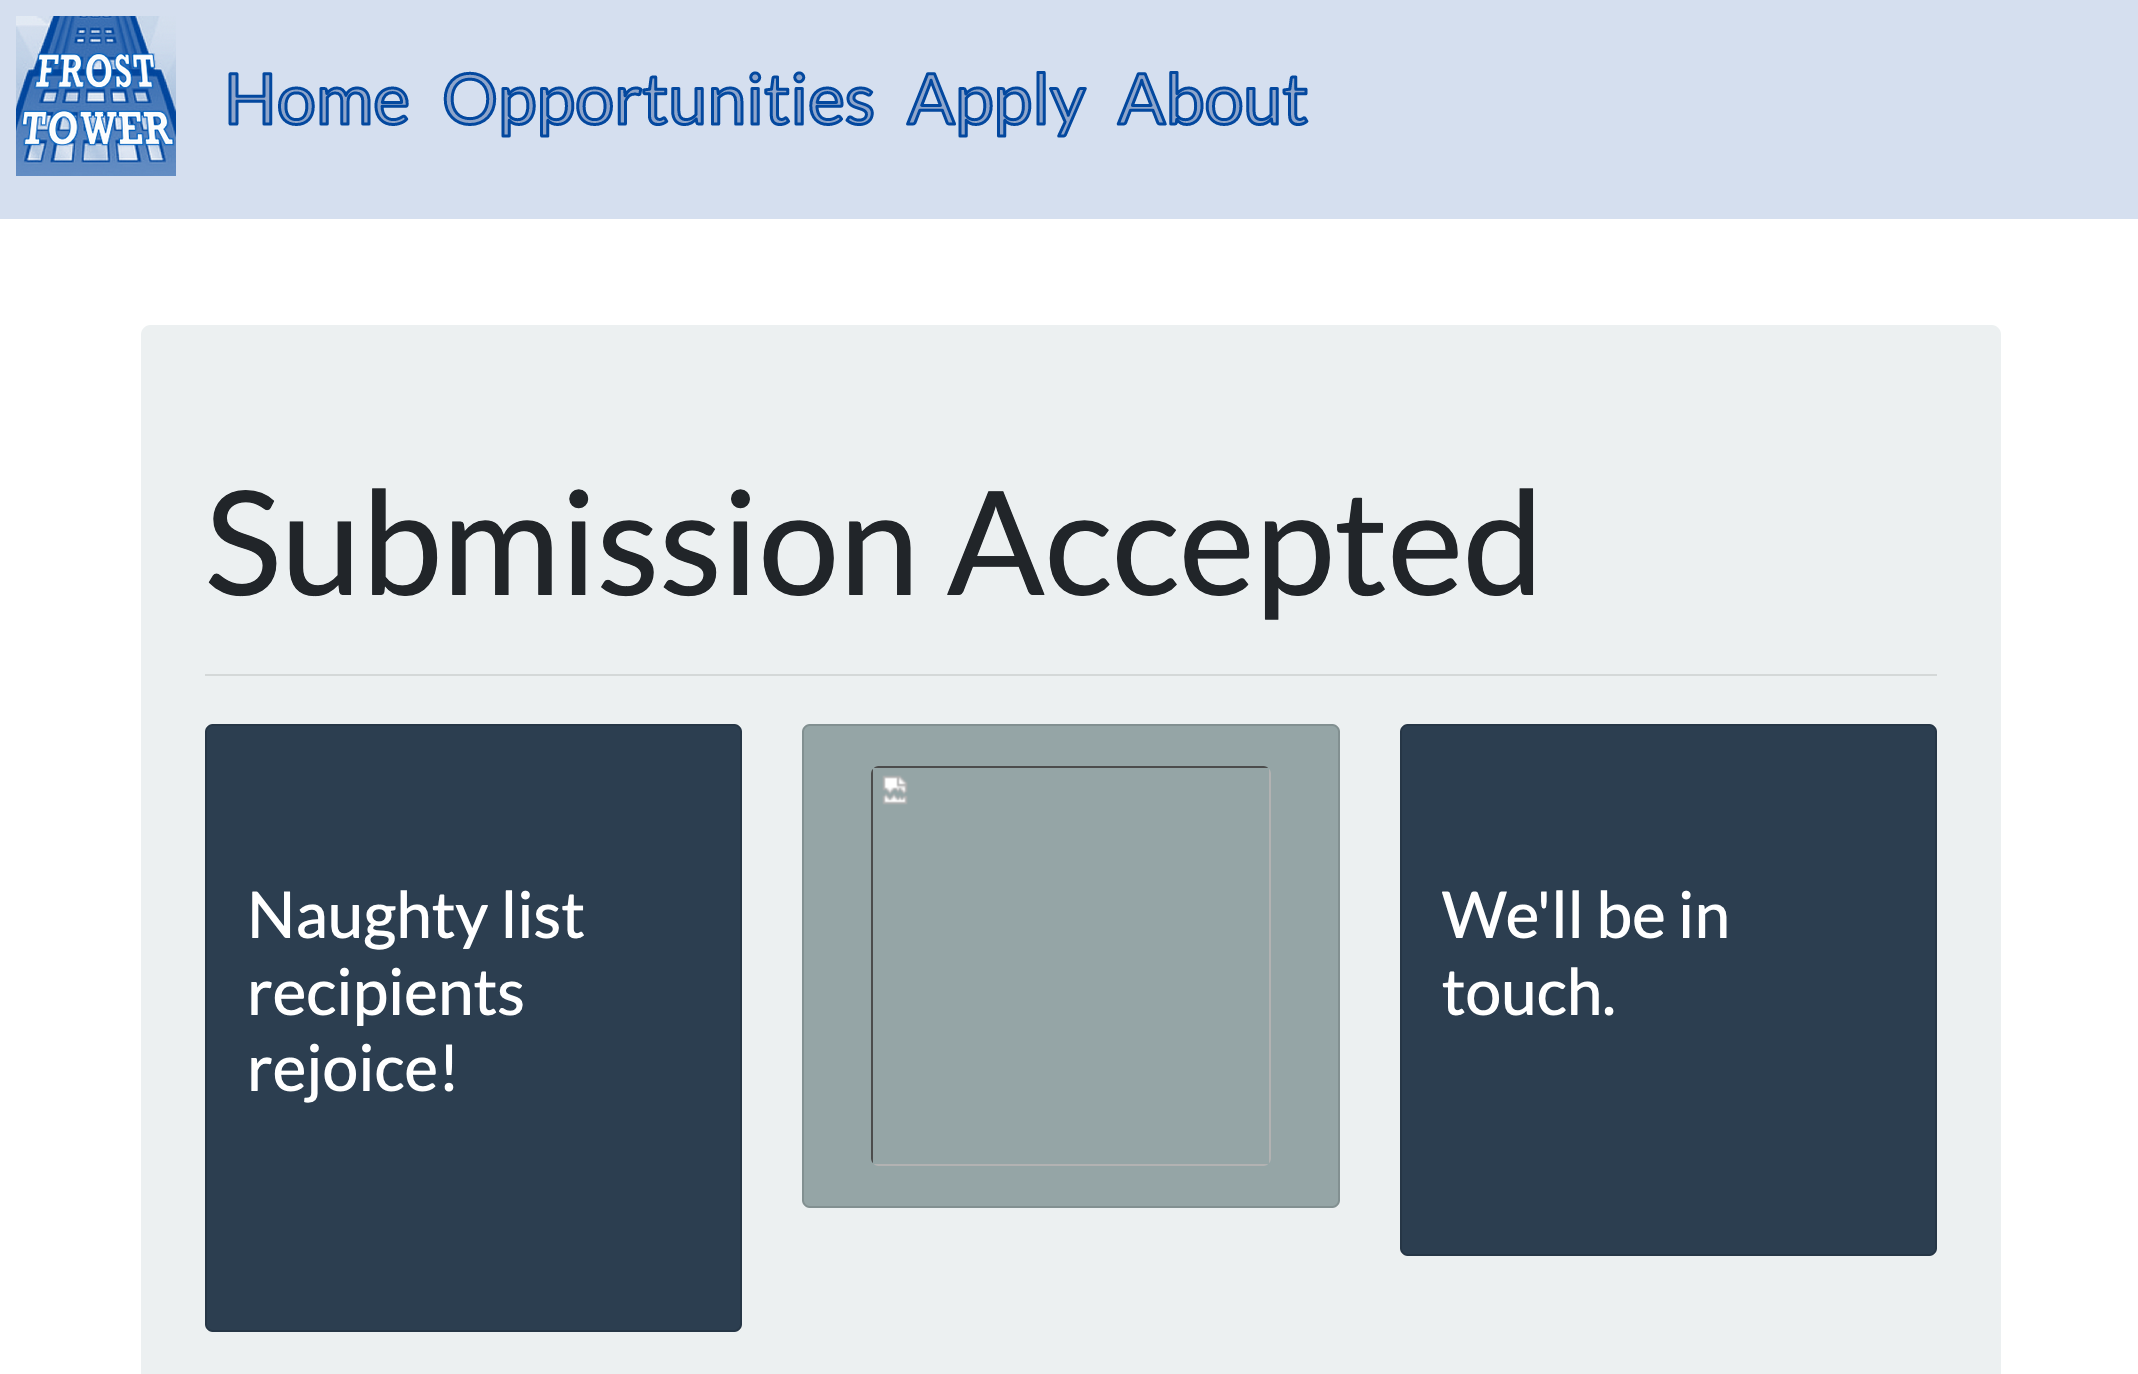 FROST
TOWER
Home Opportunities Apply About
Submission Accepted
Naughty list
recipients
rejoice!
We'll be in
touch.